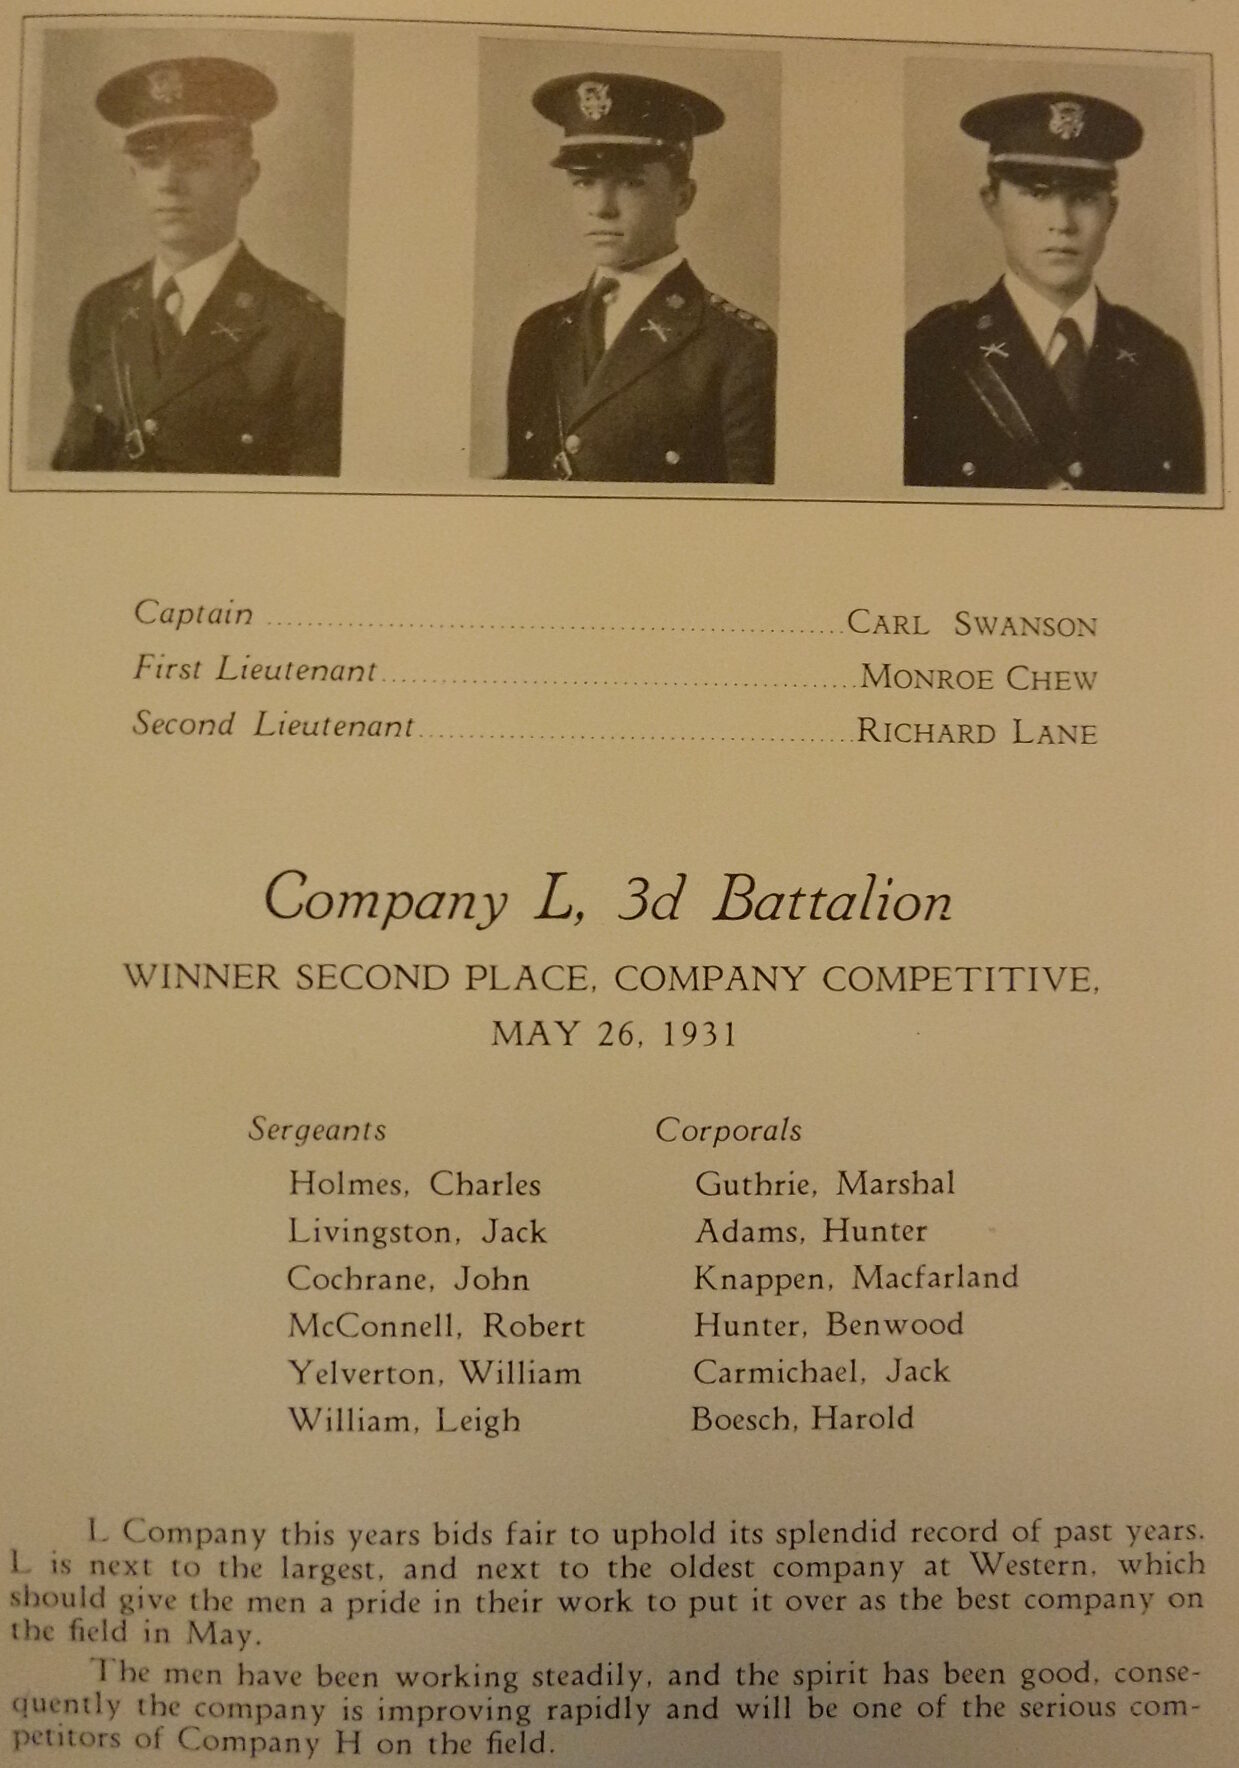 Captain ........................................................ CARL SWANSON
First Lieutenant .............................................. MONROE CHEW
Second Lieutenant .......................................... RICHARD LANE
Company L, 3d Battalion
WINNER SECOND PLACE, COMPANY COMPETITIVE,
MAY 26, 1931
Sergeants Corporals
Holmes, Charles Guthrie, Marshal
Livingston, Jack Adams, Hunter
Cochrane, John Knappen, Macfarland
McConnell, Robert Hunter, Benwood
Yelverton, William Carmichael, Jack
William, Leigh Boesch, Harold
L Company this years bids fair to uphold its splendid record of past years.
L is next to the largest, and next to the oldest company at Western, which
should give the men a pride in their work to put it over as the best company on
the field in May.
The men have been working steadily, and the spirit has been good, conse-
quently the company is improving rapidly and will be one of the serious com-
petitors of Company H on the field.